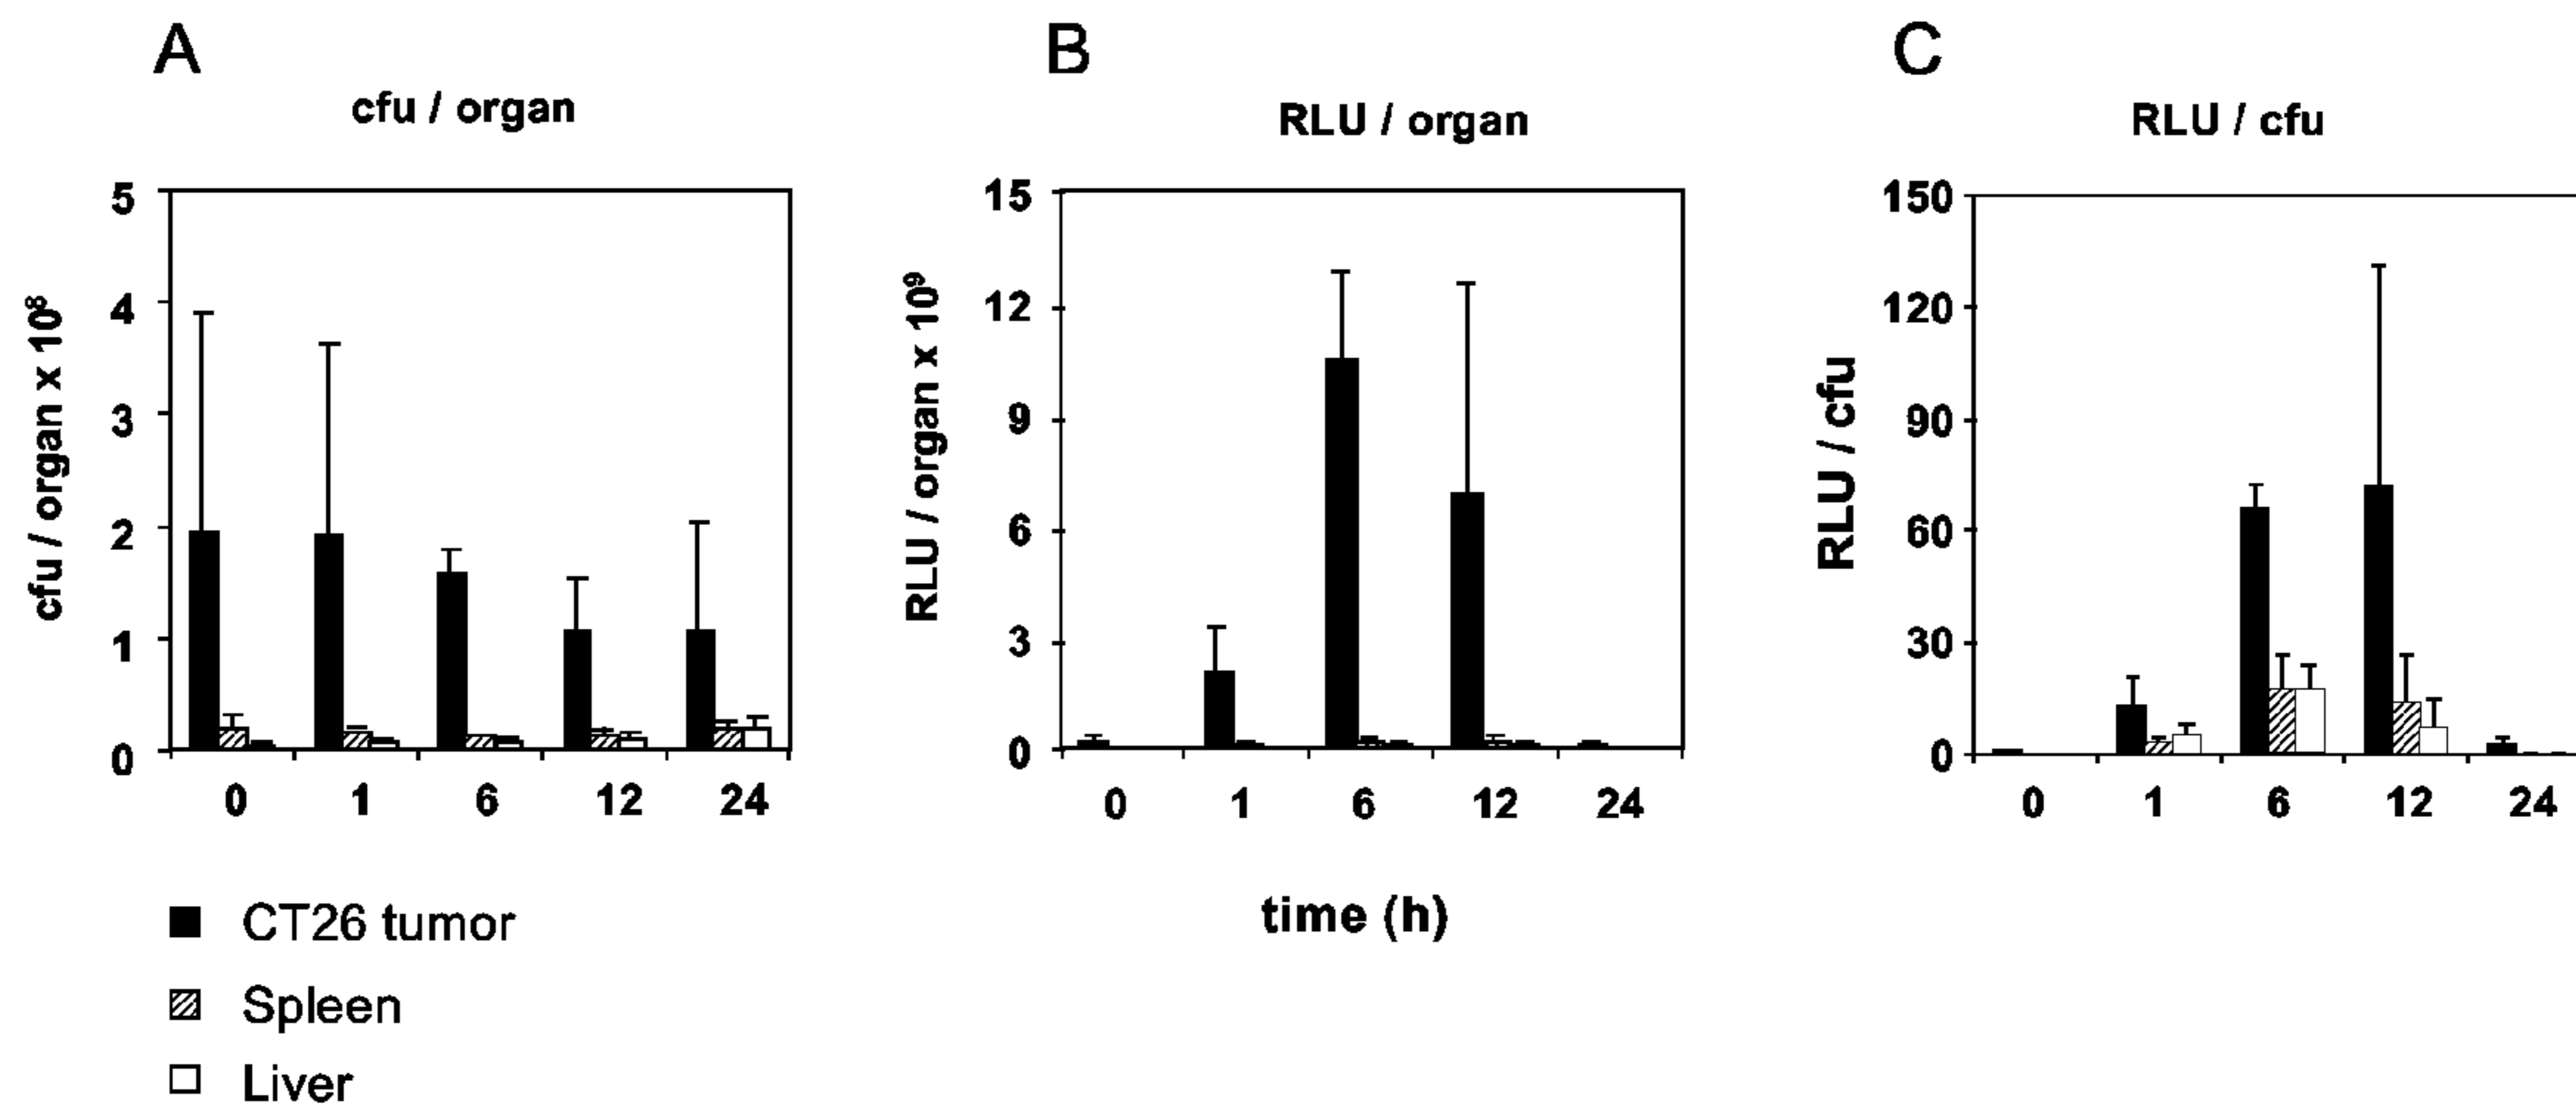 A
B
C
cfu / organ
RLU / organ
RLU / cfu
cfu / organ x 10⁸
5
4
3
2
1
0
0 1 6 12 24
RLU / organ x 10⁹
15
12
9
6
3
0
0 1 6 12 24
RLU / cfu
150
120
90
60
30
0
0 1 6 12 24
time (h)
CT26 tumor
Spleen
Liver